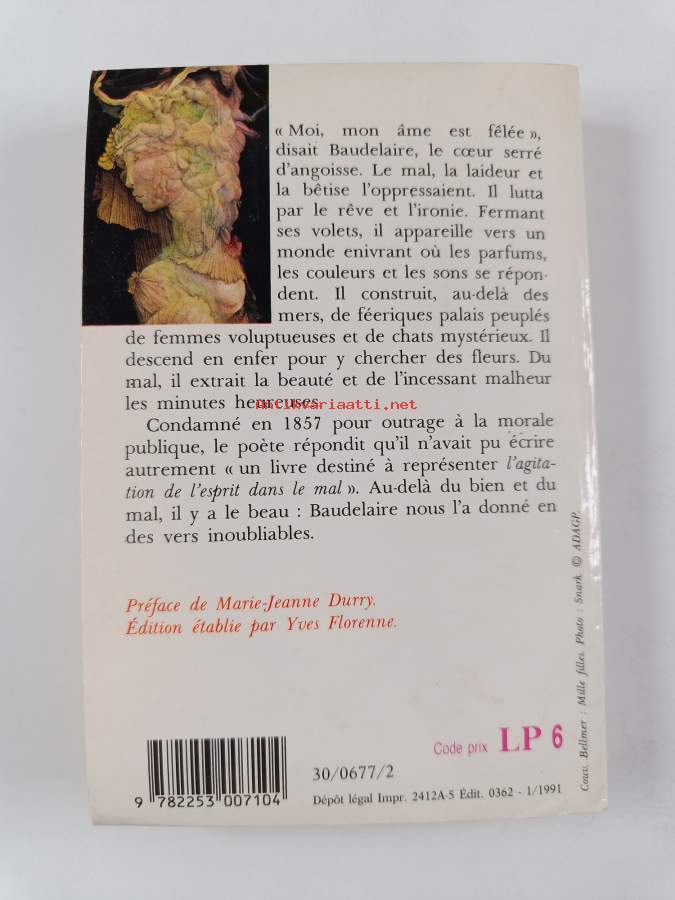 « Moi, mon âme est fêlée »,
disait Baudelaire, le cœur serré
d'angoisse. Le mal, la laideur et
la bêtise l'oppressaient. Il lutta
par le rêve et l'ironie. Fermant
ses volets, il appareille vers un
monde enivrant où les parfums,
les couleurs et les sons se répon-
dent. Il construit, au-delà des
mers, de féeriques palais peuplés
de femmes voluptueuses et de chats mystérieux. Il
descend en enfer pour y chercher des fleurs. Du
mal, il extrait la beauté et de l'incessant malheur
les minutes heureuses.
antikvariaatti.net
Condamné en 1857 pour outrage à la morale
publique, le poète répondit qu'il n'avait pu écrire
autrement « un livre destiné à représenter l'agita-
tion de l'esprit dans le mal ». Au-delà du bien et du
mal, il y a le beau : Baudelaire nous l'a donné en
des vers inoubliables.
Préface de Marie-Jeanne Durry.
Édition établie par Yves Florenne.
Couv. Bellmer : Mille filles. Photo : Snark. © ADAGP.
Code prix LP 6
30/0677/2
9 782253 007104
Dépôt légal Impr. 2412A-5 Édit. 0362 - 1/1991